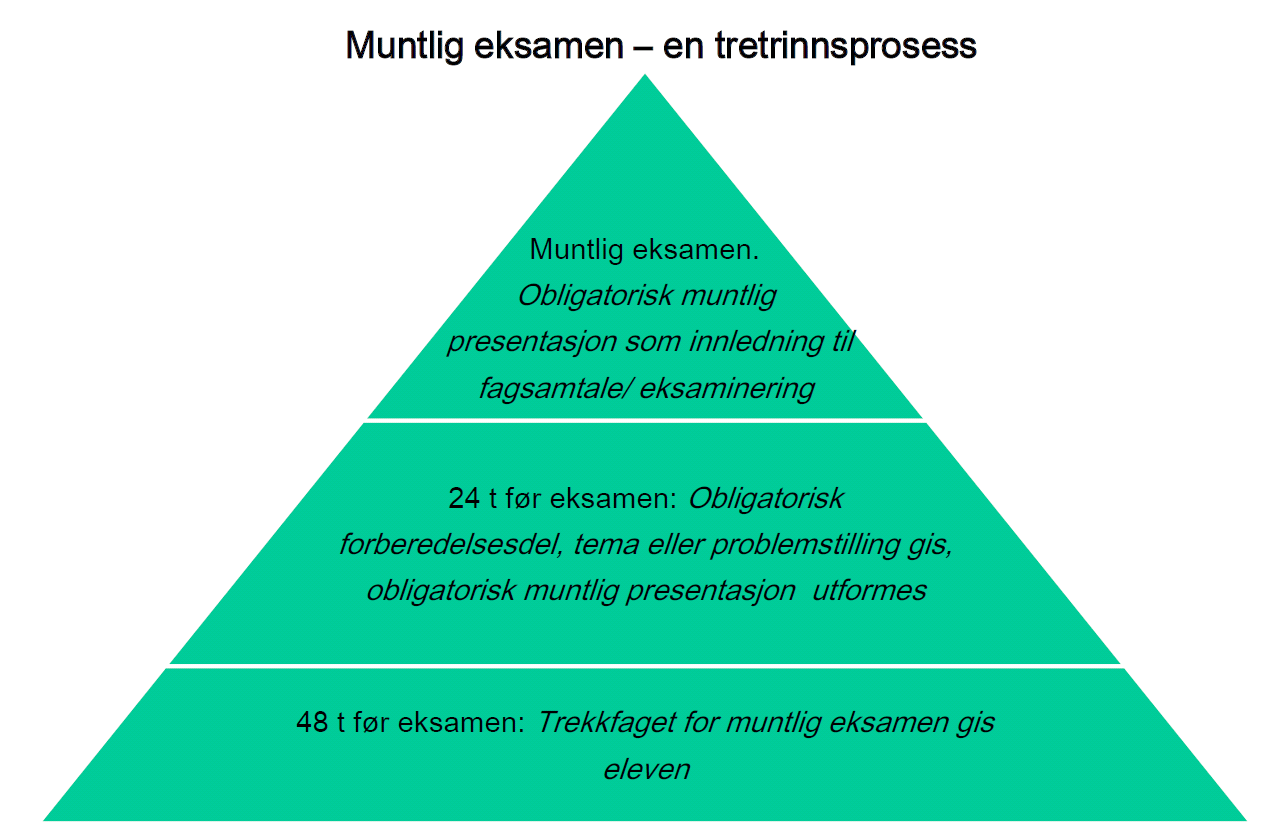 Muntlig eksamen – en tretrinnsprosess
Muntlig eksamen.
Obligatorisk muntlig
presentasjon som innledning til
fagsamtale/ eksaminering
24 t før eksamen: Obligatorisk
forberedelsesdel, tema eller problemstilling gis,
obligatorisk muntlig presentasjon  utformes
48 t før eksamen: Trekkfaget for muntlig eksamen gis
eleven